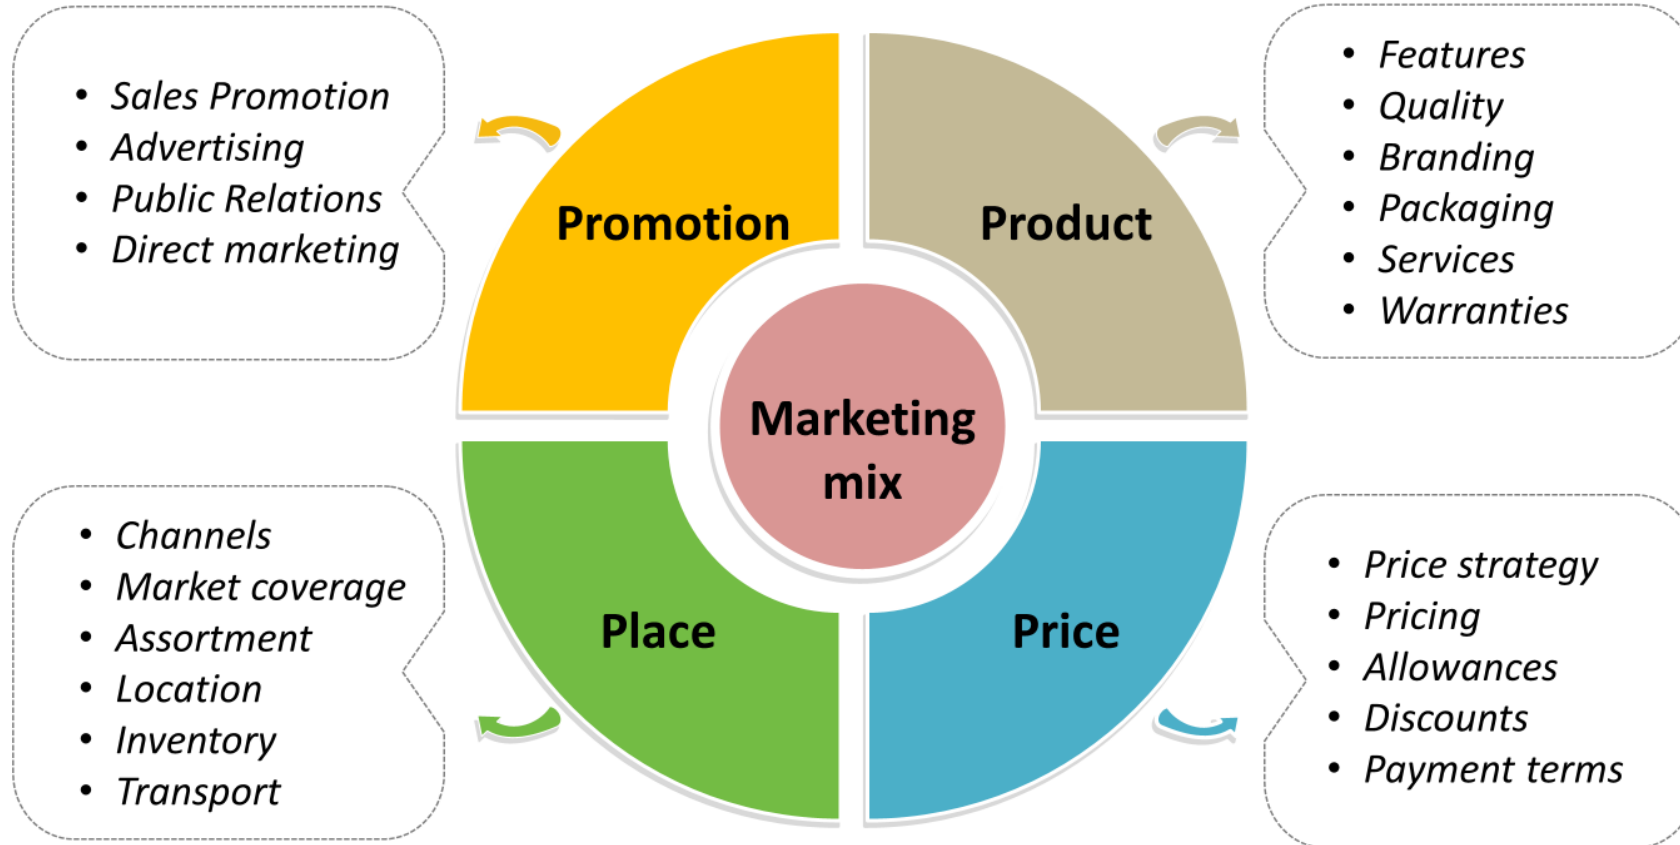 • Sales Promotion
• Advertising
• Public Relations
• Direct marketing
Promotion
Product
• Features
• Quality
• Branding
• Packaging
• Services
• Warranties
Marketing
mix
• Channels
• Market coverage
• Assortment
• Location
• Inventory
• Transport
Place
Price
• Price strategy
• Pricing
• Allowances
• Discounts
• Payment terms